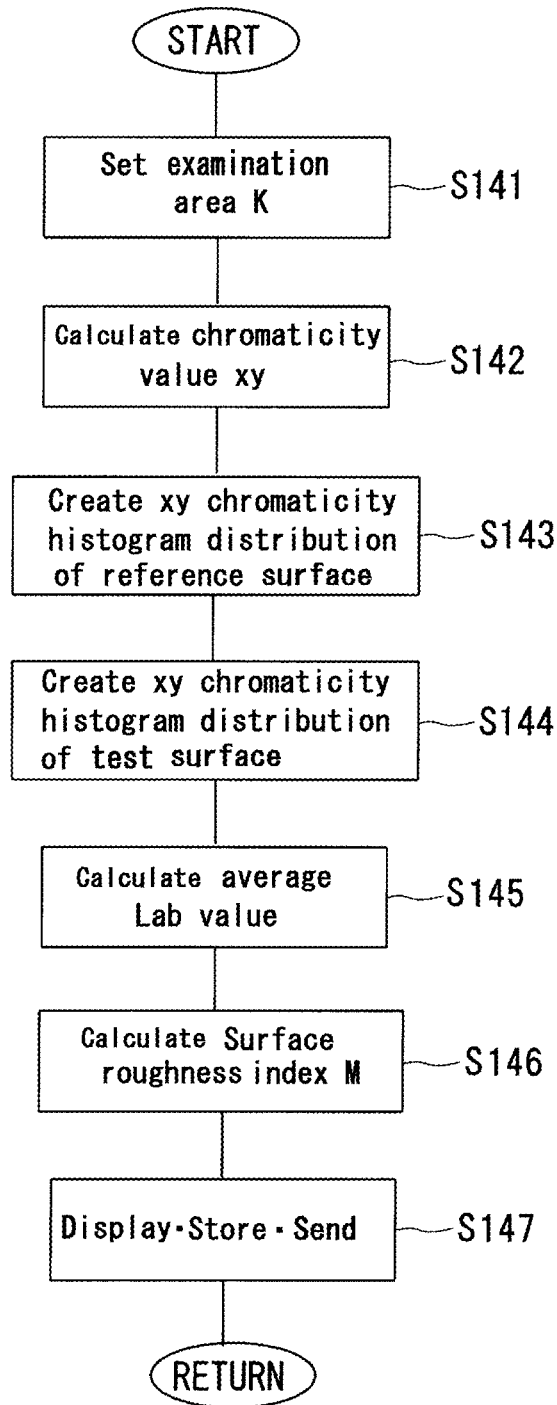 START
Set examination
area K
S141
Calculate chromaticity
value xy
S142
Create xy chromaticity
histogram distribution
of reference surface
S143
Create xy chromaticity
histogram distribution
of test surface
S144
Calculate average
Lab value
S145
Calculate Surface
roughness index M
S146
Display・Store・Send
S147
RETURN